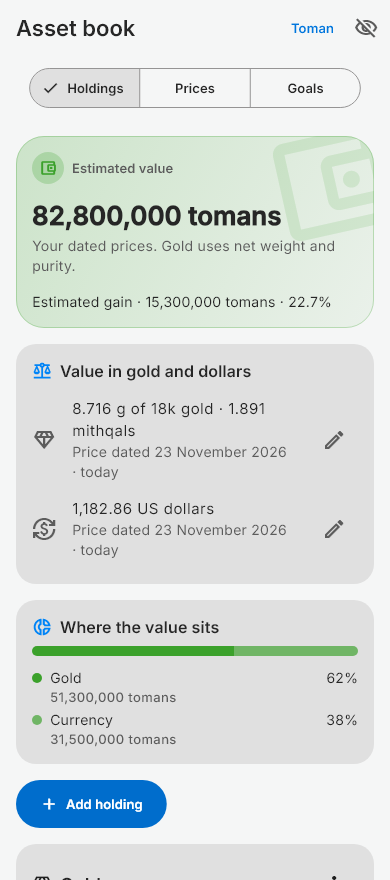 Asset book
Toman
Holdings
Prices
Goals
Estimated value
82,800,000 tomans
Your dated prices. Gold uses net weight and
purity.
Estimated gain · 15,300,000 tomans · 22.7%
Value in gold and dollars
8.716 g of 18k gold · 1.891
mithqals
Price dated 23 November 2026
· today
1,182.86 US dollars
Price dated 23 November 2026
· today
Where the value sits
Gold
62%
51,300,000 tomans
Currency
38%
31,500,000 tomans
Add holding